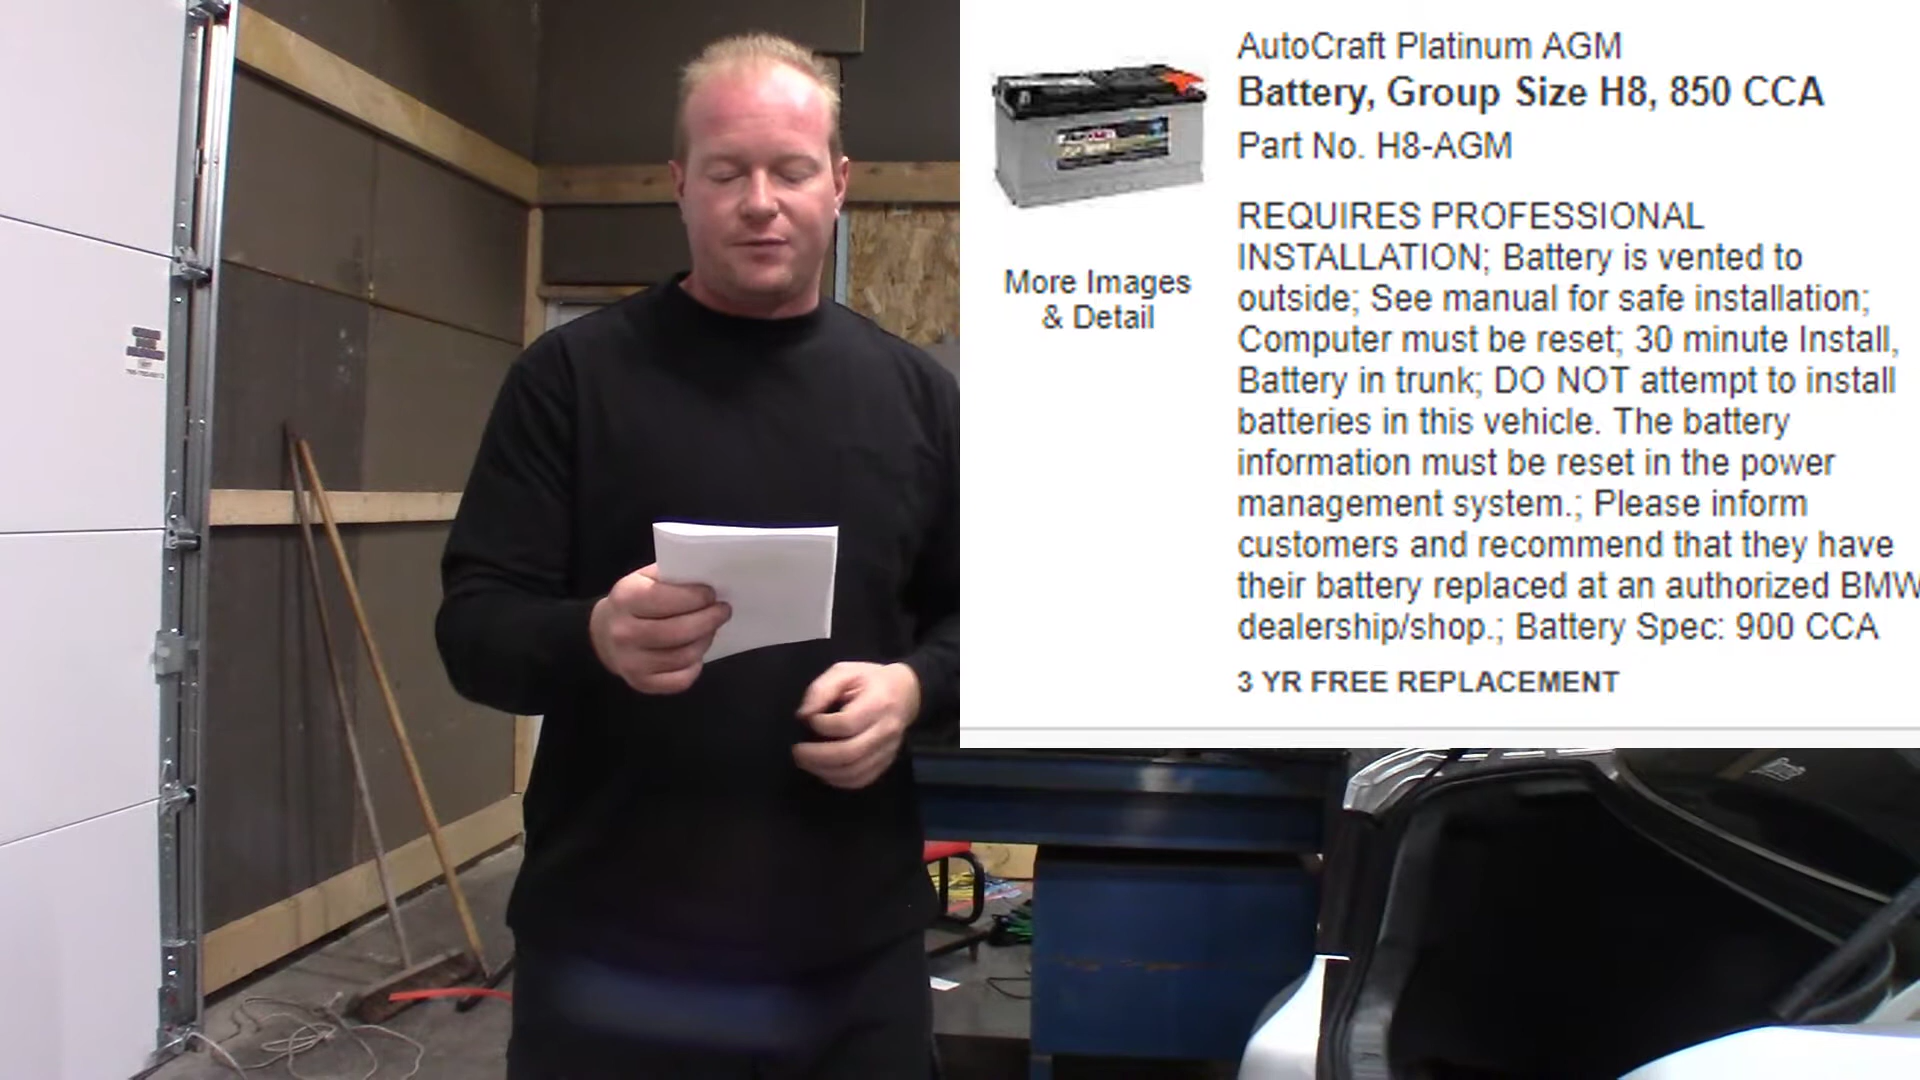 AutoCraft Platinum AGM
Battery, Group Size H8, 850 CCA
Part No. H8-AGM
More Images
& Detail
REQUIRES PROFESSIONAL
INSTALLATION; Battery is vented to
outside; See manual for safe installation;
Computer must be reset; 30 minute Install,
Battery in trunk; DO NOT attempt to install
batteries in this vehicle. The battery
information must be reset in the power
management system.; Please inform
customers and recommend that they have
their battery replaced at an authorized BMW
dealership/shop.; Battery Spec: 900 CCA
3 YR FREE REPLACEMENT